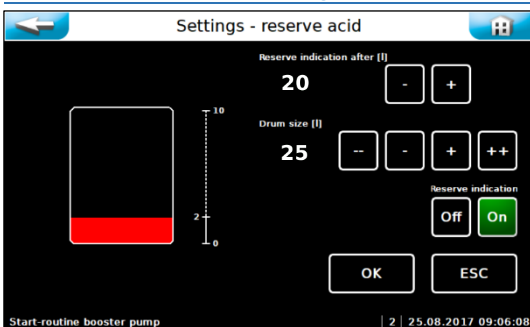 Settings - reserve acid
Reserve indication after [l]
20 - +
10
Drum size [l]
25 -- - + ++
Reserve indication
2
Off On
0
OK ESC
Start-routine booster pump | 2 | 25.08.2017 09:06:08